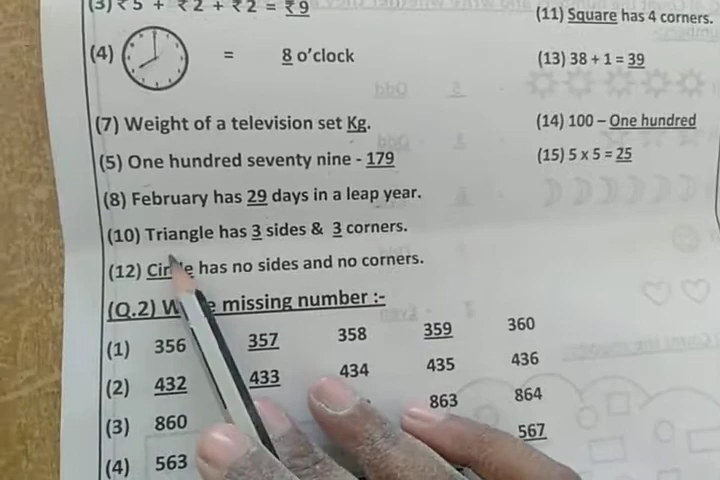 (3) ₹ 5 + ₹ 2 + ₹ 2 = ₹ 9
(4) = 8 o'clock
(7) Weight of a television set Kg.
(5) One hundred seventy nine - 179
(8) February has 29 days in a leap year.
(10) Triangle has 3 sides & 3 corners.
(12) has no sides and no corners.
(11) Square has 4 corners.
(13) 38 + 1 = 39
(14) 100 – One hundred
(15) 5 x 5 = 25
(Q.2) missing number :-
(1) 356 357 358 359 360
(2) 432 433 434 435 436
(3) 860 863 864
(4) 563 567